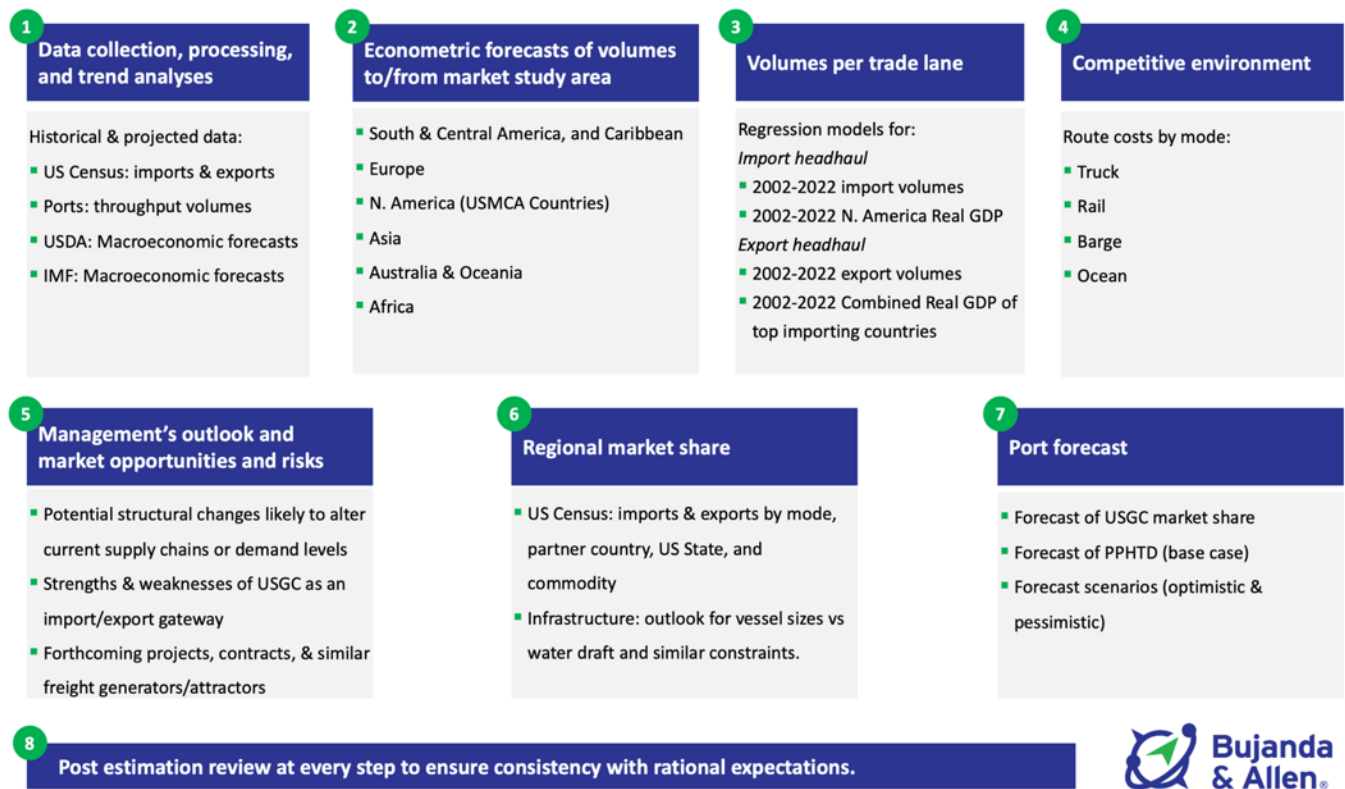 1
Data collection, processing,
and trend analyses
Historical & projected data:
US Census: imports & exports
Ports: throughput volumes
USDA: Macroeconomic forecasts
IMF: Macroeconomic forecasts
2
Econometric forecasts of volumes
to/from market study area
South & Central America, and Caribbean
Europe
N. America (USMCA Countries)
Asia
Australia & Oceania
Africa
3
Volumes per trade lane
Regression models for:
Import headhaul
2002-2022 import volumes
2002-2022 N. America Real GDP
Export headhaul
2002-2022 export volumes
2002-2022 Combined Real GDP of
top importing countries
4
Competitive environment
Route costs by mode:
Truck
Rail
Barge
Ocean
5
Management’s outlook and
market opportunities and risks
Potential structural changes likely to alter
current supply chains or demand levels
Strengths & weaknesses of USGC as an
import/export gateway
Forthcoming projects, contracts, & similar
freight generators/attractors
6
Regional market share
US Census: imports & exports by mode,
partner country, US State, and
commodity
Infrastructure: outlook for vessel sizes vs
water draft and similar constraints.
7
Port forecast
Forecast of USGC market share
Forecast of PPHTD (base case)
Forecast scenarios (optimistic &
pessimistic)
8
Post estimation review at every step to ensure consistency with rational expectations.
Bujanda
& Allen®